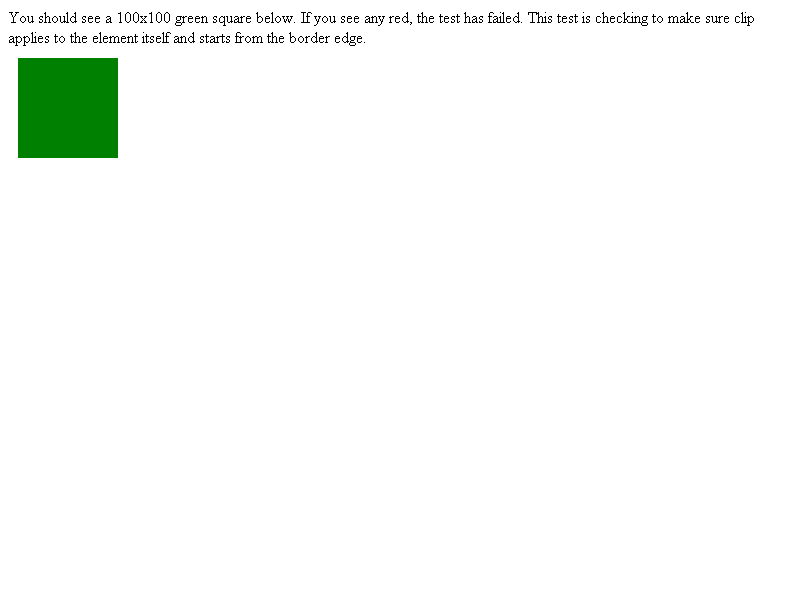 You should see a 100x100 green square below. If you see any red, the test has failed. This test is checking to make sure clip
applies to the element itself and starts from the border edge.